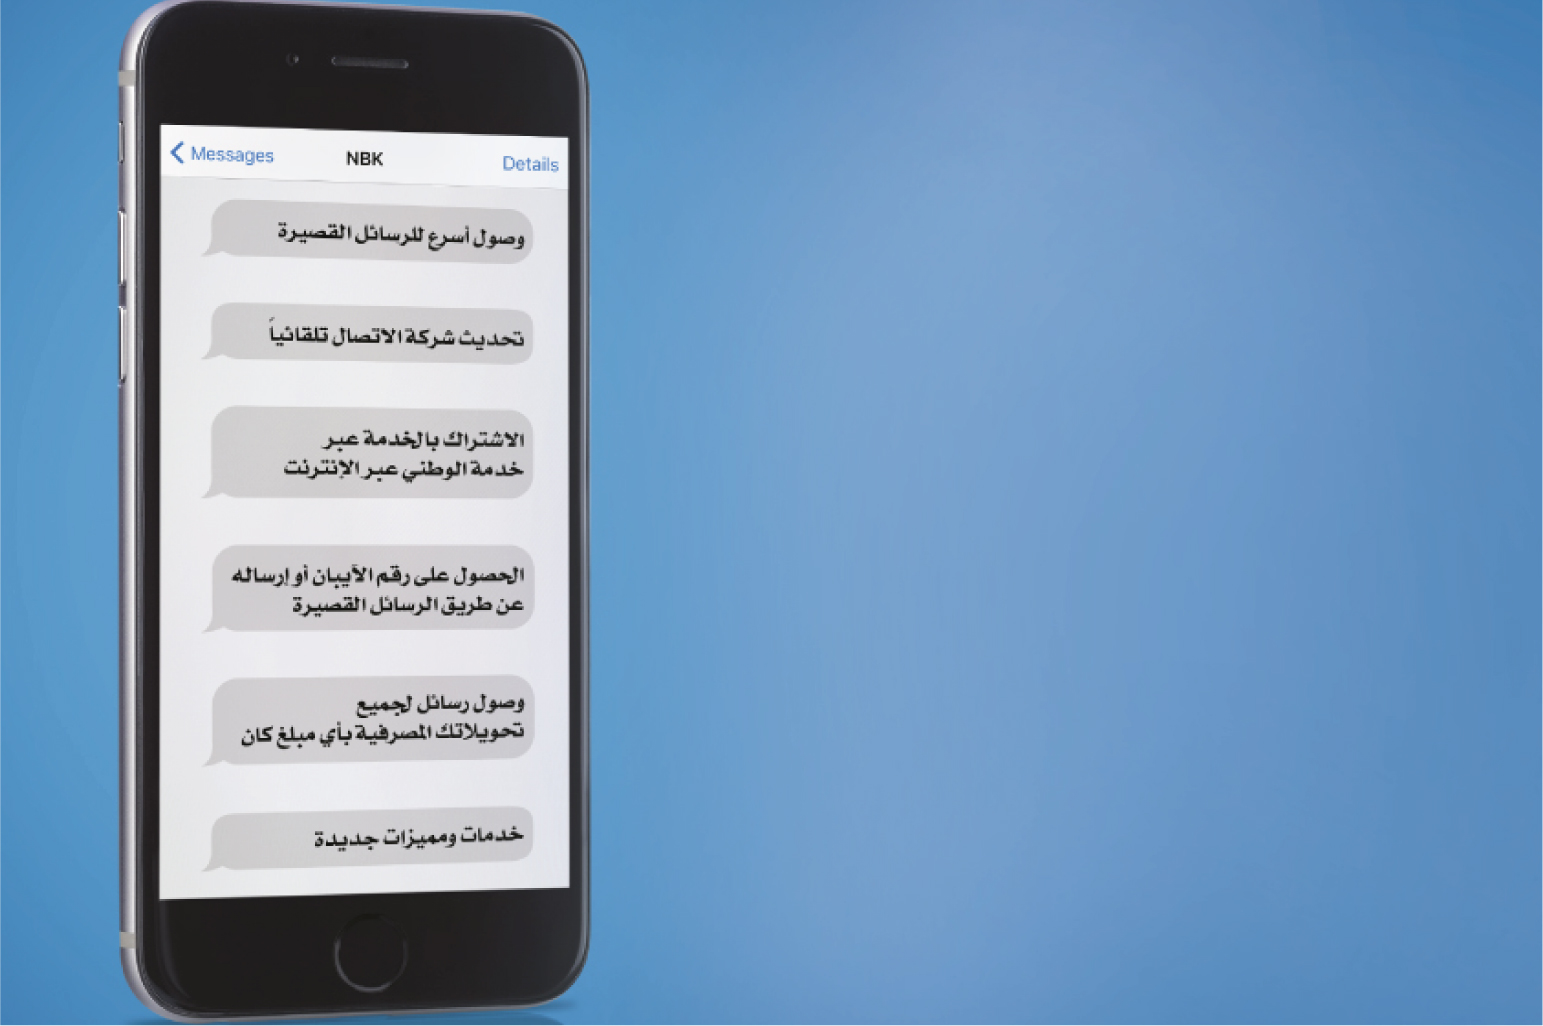 Messages NBK Details
وصول أسرع للرسائل القصيرة
تحديث شركة الاتصال تلقائياً
الاشتراك بالخدمة عبر
خدمة الوطني عبر الإنترنت
الحصول على رقم الآيبان أو إرساله
عن طريق الرسائل القصيرة
وصول رسائل لجميع
تحويلاتك المصرفية بأي مبلغ كان
خدمات ومميزات جديدة